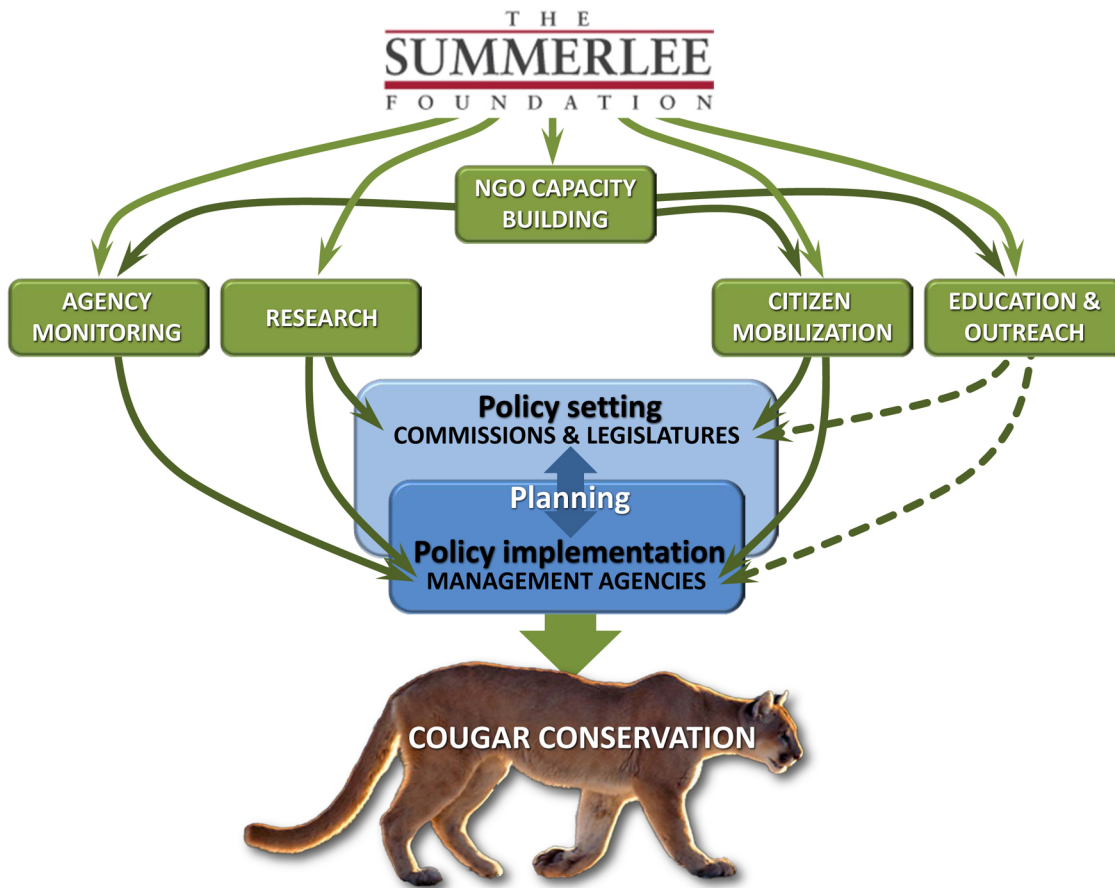 THE
SUMMERLEE
FOUNDATION
NGO CAPACITY
BUILDING
AGENCY
MONITORING
RESEARCH
CITIZEN
MOBILIZATION
EDUCATION &
OUTREACH
Policy setting
COMMISSIONS & LEGISLATURES
Planning
Policy implementation
MANAGEMENT AGENCIES
COUGAR CONSERVATION